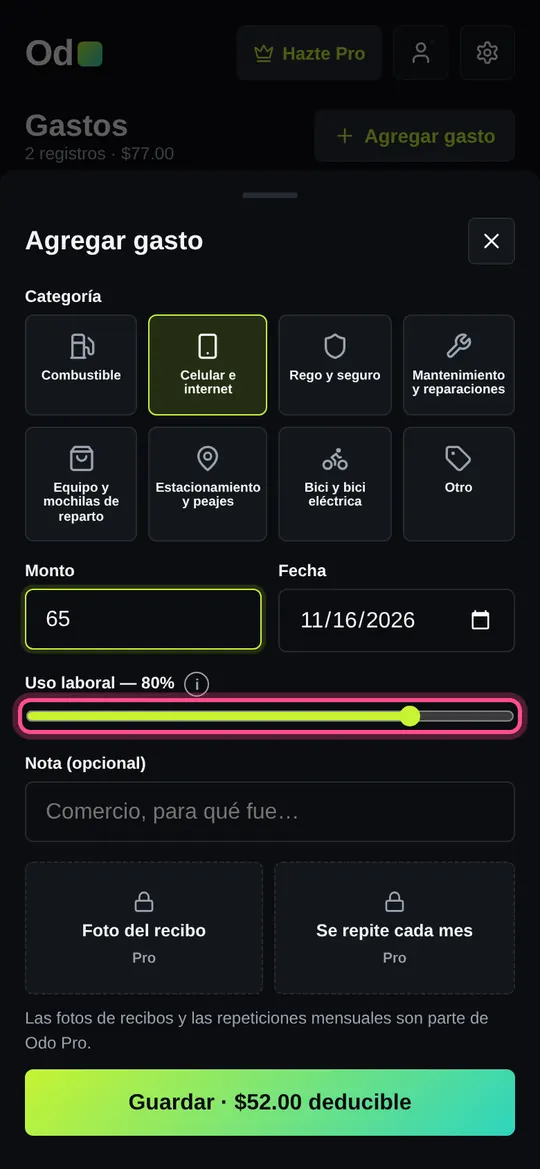 Od
Hazte Pro
Gastos
2 registros · $77.00
Agregar gasto
Agregar gasto
Categoría
Combustible
Celular e
internet
Rego y seguro
Mantenimiento
y reparaciones
Equipo y
mochilas de
reparto
Estacionamiento
y peajes
Bici y bici
eléctrica
Otro
Monto
Fecha
65
11/16/2026
Uso laboral — 80%
Nota (opcional)
Comercio, para qué fue…
Foto del recibo
Pro
Se repite cada mes
Pro
Las fotos de recibos y las repeticiones mensuales son parte de
Odo Pro.
Guardar · $52.00 deducible